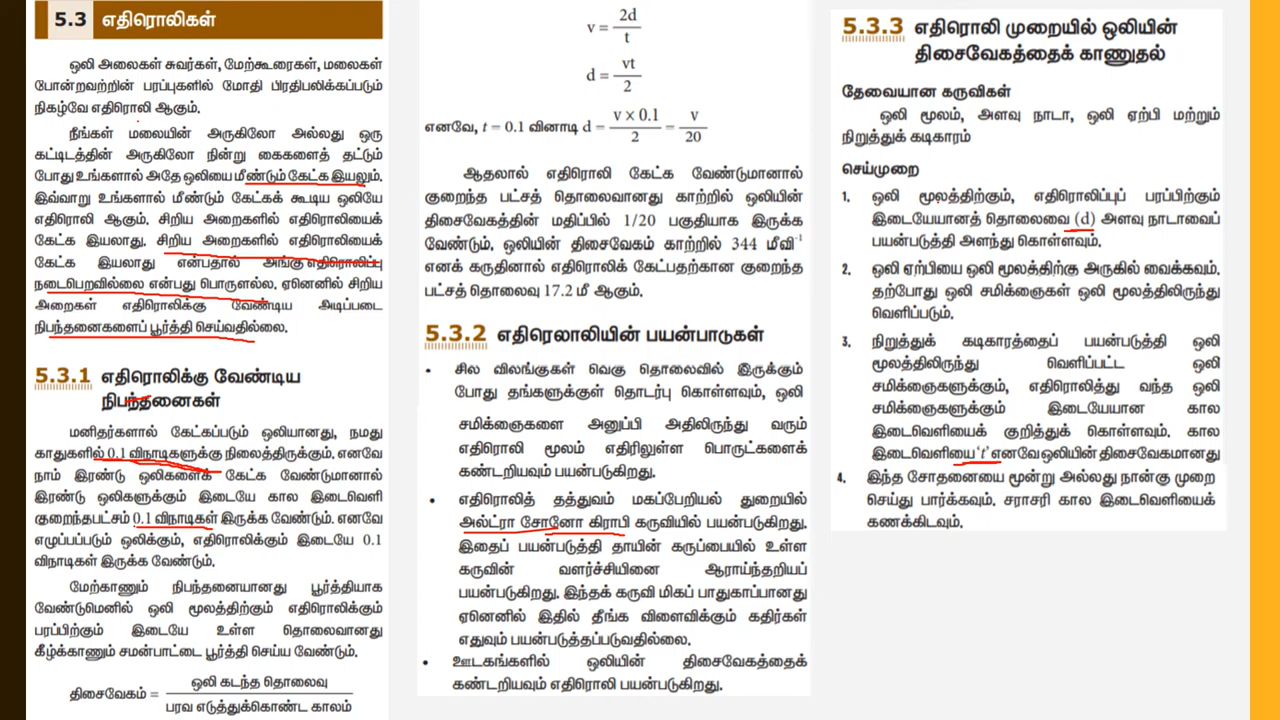 5.3 எதிரொலிகள்
ஒலி அலைகள் சுவர்கள், மேற்கூரைகள், மலைகள்
போன்றவற்றின் பரப்புகளில் மோதி பிரதிபலிக்கப்படும்
நிகழ்வே எதிரொலி ஆகும்.
நீங்கள் மலையின் அருகிலோ அல்லது ஒரு
கட்டிடத்தின் அருகிலோ நின்று கைகளைத் தட்டும்
போது உங்களால் அதே ஒலியை மீண்டும் கேட்க இயலும்.
இவ்வாறு உங்களால் மீண்டும் கேட்கக் கூடிய ஒலியே
எதிரொலி ஆகும். சிறிய அறைகளில் எதிரொலியைக்
கேட்க இயலாது. சிறிய அறைகளில் எதிரொலியைக்
கேட்க இயலாது என்பதால் அங்கு எதிரொலிப்பு
நடைபெறவில்லை என்பது பொருளல்ல. ஏனெனில் சிறிய
அறைகள் எதிரொலிக்கு வேண்டிய அடிப்படை
நிபந்தனைகளைப் பூர்த்தி செய்வதில்லை.
5.3.1 எதிரொலிக்கு வேண்டிய
நிபந்தனைகள்
மனிதர்களால் கேட்கப்படும் ஒலியானது, நமது
காதுகளில் 0.1 விநாடிகளுக்கு நிலைத்திருக்கும். எனவே
நாம் இரண்டு ஒலிகளைக் கேட்க வேண்டுமானால்
இரண்டு ஒலிகளுக்கும் இடையே கால இடைவெளி
குறைந்தபட்சம் 0.1 விநாடிகள் இருக்க வேண்டும். எனவே
எழுப்பப்படும் ஒலிக்கும், எதிரொலிக்கும் இடையே 0.1
விநாடிகள் இருக்க வேண்டும்.
மேற்காணும் நிபந்தனையானது பூர்த்தியாக
வேண்டுமெனில் ஒலி மூலத்திற்கும் எதிரொலிக்கும்
பரப்பிற்கும் இடையே உள்ள தொலைவானது
கீழ்க்காணும் சமன்பாட்டை பூர்த்தி செய்ய வேண்டும்.
திசைவேகம் = ஒலி கடந்த தொலைவு / பரவ எடுத்துக்கொண்ட காலம்
v = 2d / t
d = vt / 2
எனவே, t = 0.1 வினாடி d = v × 0.1 / 2 = v / 20
ஆதலால் எதிரொலி கேட்க வேண்டுமானால்
குறைந்த பட்சத் தொலைவானது காற்றில் ஒலியின்
திசைவேகத்தின் மதிப்பில் 1/20 பகுதியாக இருக்க
வேண்டும். ஒலியின் திசைவேகம் காற்றில் 344 மீவி⁻¹
எனக் கருதினால் எதிரொலிக் கேட்பதற்கான குறைந்த
பட்சத் தொலைவு 17.2 மீ ஆகும்.
5.3.2 எதிரெலாலியின் பயன்பாடுகள்
• சில விலங்குகள் வெகு தொலைவில் இருக்கும்
போது தங்களுக்குள் தொடர்பு கொள்ளவும், ஒலி
சமிக்ஞைகளை அனுப்பி அதிலிருந்து வரும்
எதிரொலி மூலம் எதிரிலுள்ள பொருட்களைக்
கண்டறியவும் பயன்படுகிறது.
• எதிரொலித் தத்துவம் மகப்பேறியல் துறையில்
அல்ட்ரா சோனோ கிராபி கருவியில் பயன்படுகிறது.
இதைப் பயன்படுத்தி தாயின் கருப்பையில் உள்ள
கருவின் வளர்ச்சியினை ஆராய்ந்தறியப்
பயன்படுகிறது. இந்தக் கருவி மிகப் பாதுகாப்பானது
ஏனெனில் இதில் தீங்க விளைவிக்கும் கதிர்கள்
எதுவும் பயன்படுத்தப்படுவதில்லை.
• ஊடகங்களில் ஒலியின் திசைவேகத்தைக்
கண்டறியவும் எதிரொலி பயன்படுகிறது.
5.3.3 எதிரொலி முறையில் ஒலியின்
திசைவேகத்தைக் காணுதல்
தேவையான கருவிகள்
ஒலி மூலம், அளவு நாடா, ஒலி ஏற்பி மற்றும்
நிறுத்துக் கடிகாரம்
செய்முறை
1. ஒலி மூலத்திற்கும், எதிரொலிப்புப் பரப்பிற்கும்
இடையேயானத் தொலைவை (d) அளவு நாடாவைப்
பயன்படுத்தி அளந்து கொள்ளவும்.
2. ஒலி ஏற்பியை ஒலி மூலத்திற்கு அருகில் வைக்கவும்.
தற்போது ஒலி சமிக்ஞைகள் ஒலி மூலத்திலிருந்து
வெளிப்படும்.
3. நிறுத்துக் கடிகாரத்தைப் பயன்படுத்தி ஒலி
மூலத்திலிருந்து வெளிப்பட்ட ஒலி
சமிக்ஞைகளுக்கும், எதிரொலித்து வந்த ஒலி
சமிக்ஞைகளுக்கும் இடையேயான கால
இடைவெளியைக் குறித்துக் கொள்ளவும். கால
இடைவெளியை 't' எனவே ஒலியின் திசைவேகமானது
4. இந்த சோதனையை மூன்று அல்லது நான்கு முறை
செய்து பார்க்கவும். சராசரி கால இடைவெளியைக்
கணக்கிடவும்.